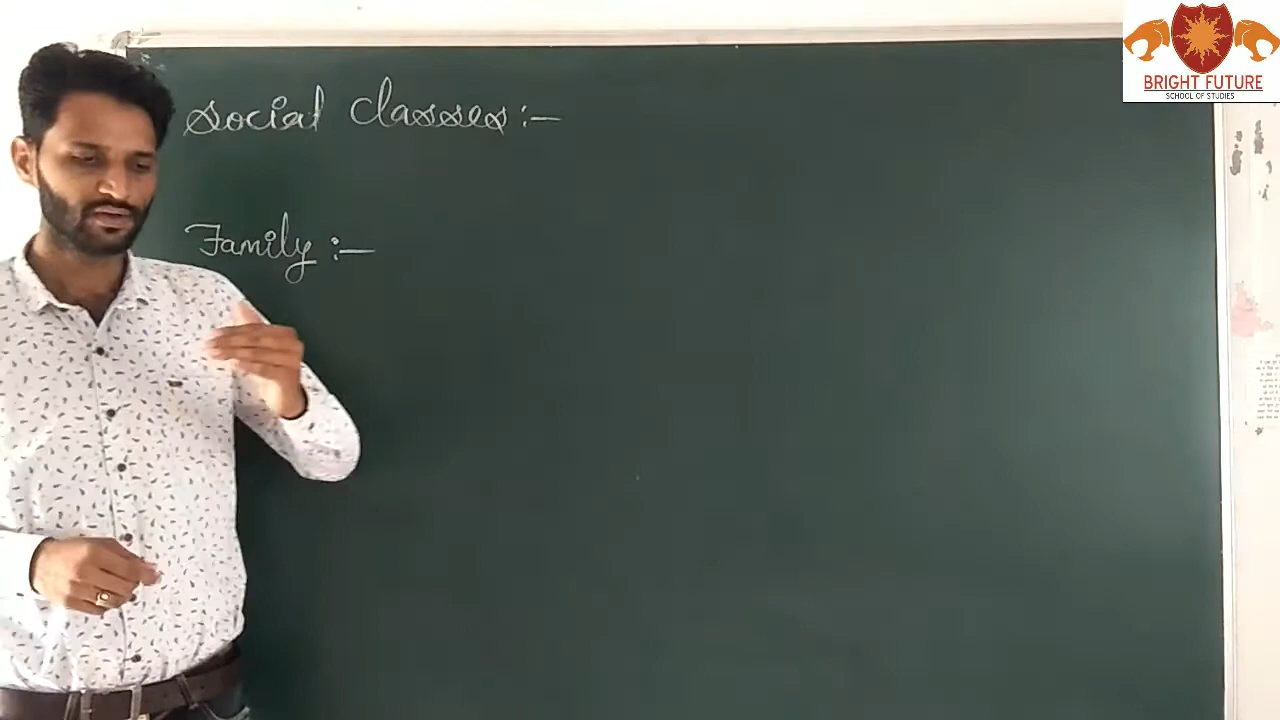 Social Classes:-
Family:-
BRIGHT FUTURE
SCHOOL OF STUDIES